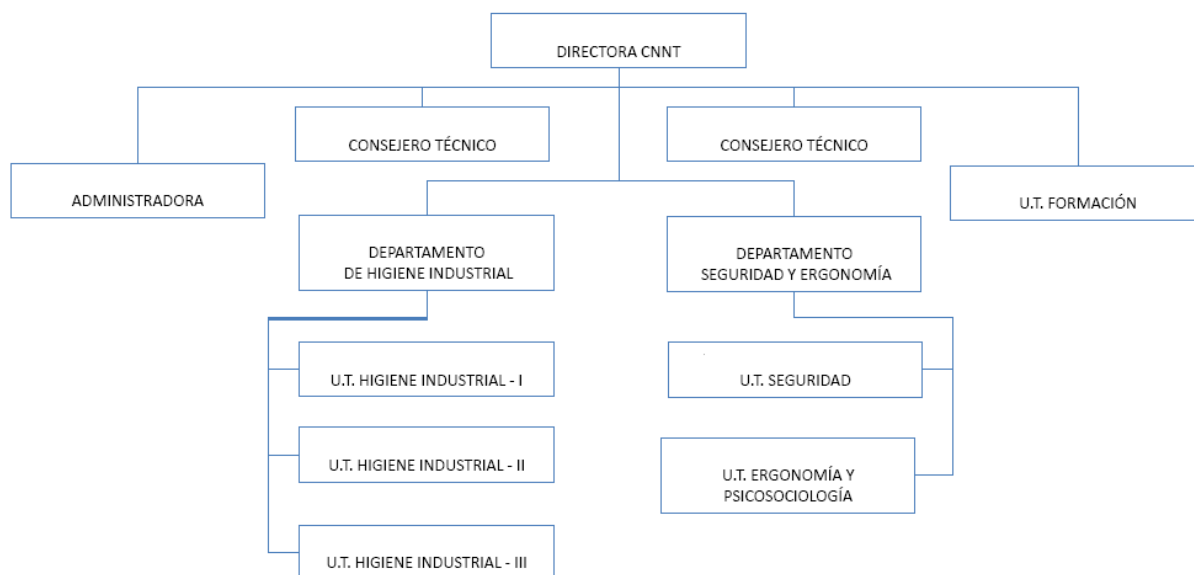 DIRECTORA CNNT
CONSEJERO TÉCNICO
CONSEJERO TÉCNICO
ADMINISTRADORA
U.T. FORMACIÓN
DEPARTAMENTO
DE HIGIENE INDUSTRIAL
DEPARTAMENTO
SEGURIDAD Y ERGONOMÍA
U.T. HIGIENE INDUSTRIAL - I
U.T. SEGURIDAD
U.T. HIGIENE INDUSTRIAL - II
U.T. ERGONOMÍA Y
PSICOSOCIOLOGÍA
U.T. HIGIENE INDUSTRIAL - III